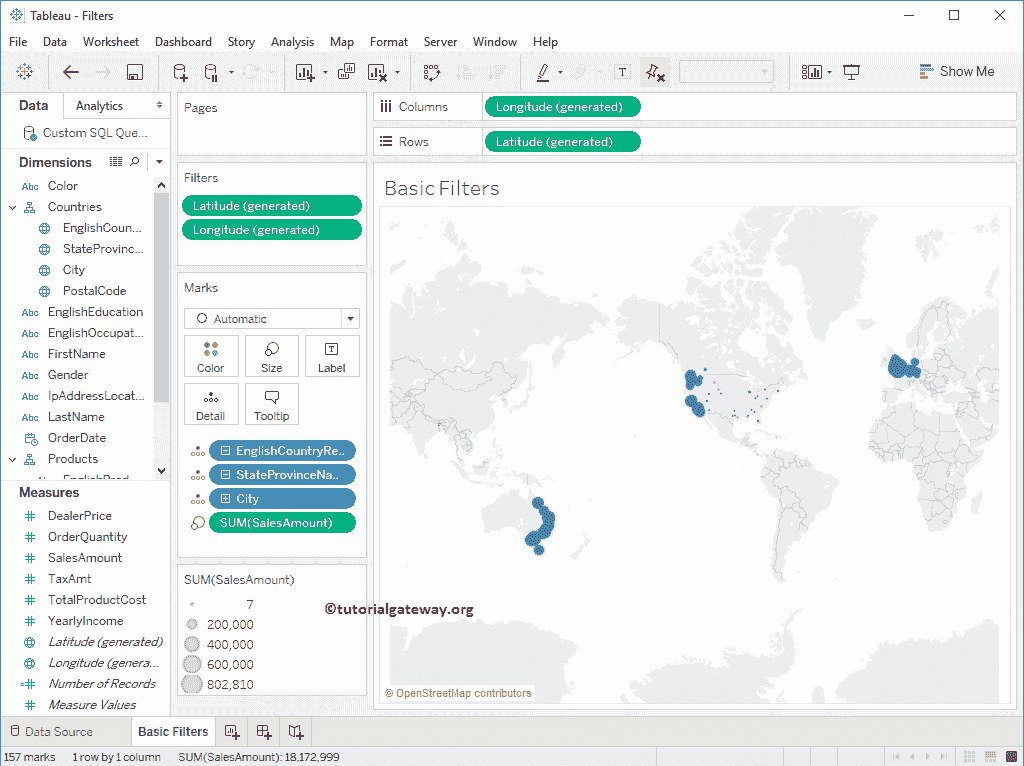 Tableau - Filters
File Data Worksheet Dashboard Story Analysis Map Format Server Window Help
Show Me
Data Analytics
Custom SQL Que...
Dimensions
Abc Color
Countries
EnglishCoun...
StateProvinc...
City
PostalCode
Abc EnglishEducation
Abc EnglishOccupat...
Abc FirstName
Abc Gender
Abc IpAddressLocat...
Abc LastName
OrderDate
Products
Measures
DealerPrice
OrderQuantity
SalesAmount
TaxAmt
TotalProductCost
YearlyIncome
Latitude (generated)
Longitude (genera...
Number of Records
Measure Values
Pages
Filters
Latitude (generated)
Longitude (generated)
Marks
Automatic
Color Size Label
Detail Tooltip
EnglishCountryRe..
StateProvinceNa..
City
SUM(SalesAmount)
SUM(SalesAmount)
7
200,000
400,000
600,000
802,810
Columns Longitude (generated)
Rows Latitude (generated)
Basic Filters
©tutorialgateway.org
© OpenStreetMap contributors
Data Source Basic Filters
157 marks 1 row by 1 column SUM(SalesAmount): 18,172,999